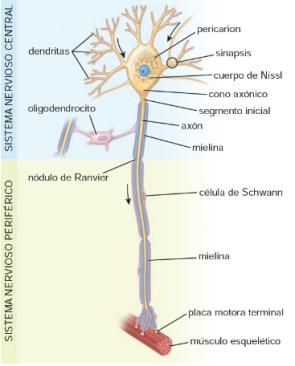 SISTEMA NERVIOSO CENTRAL
dendritas
pericarion
sinapsis
cuerpo de Nissl
cono axónico
oligodendrocito
segmento inicial
axón
mielina
SISTEMA NERVIOSO PERIFÉRICO
nódulo de Ranvier
célula de Schwann
mielina
placa motora terminal
músculo esquelético